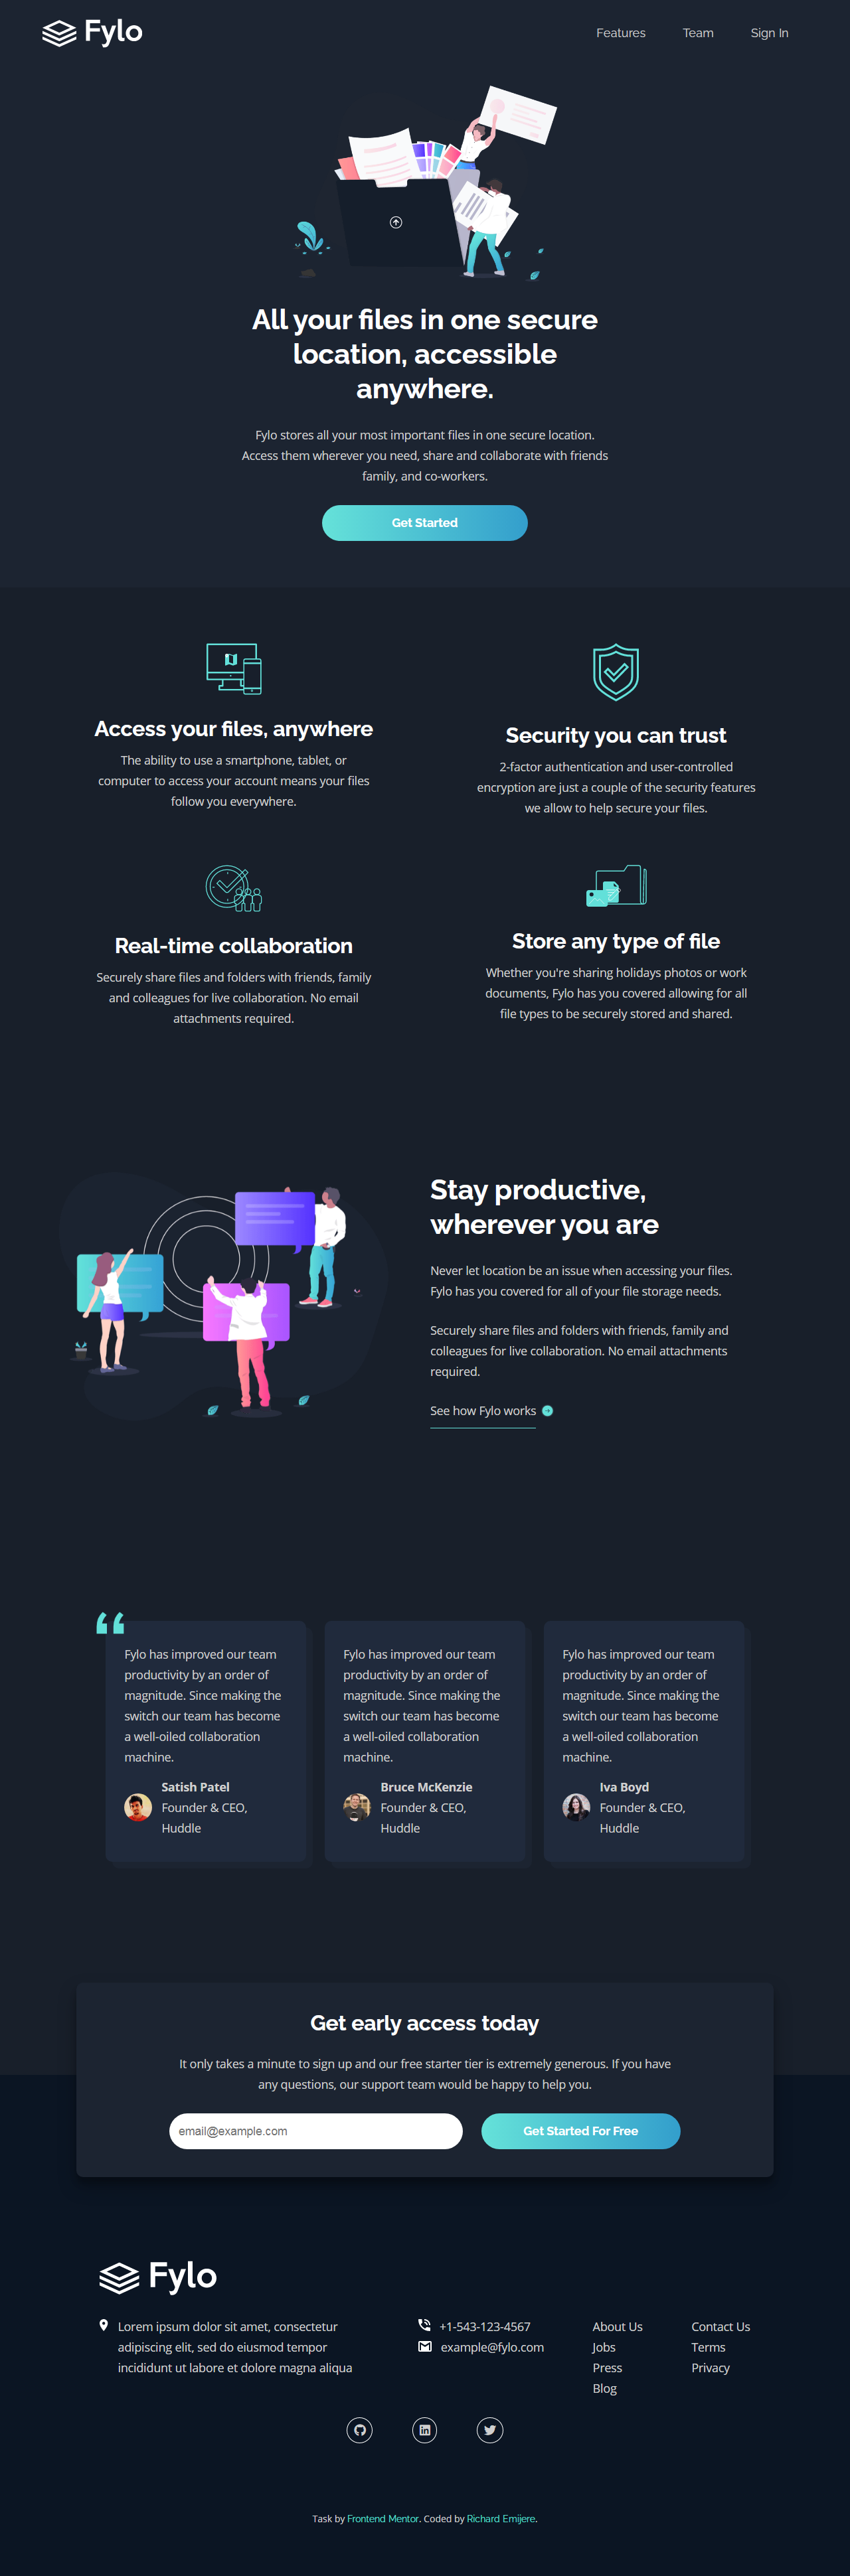 Fylo
Features Team Sign In
All your files in one secure
location, accessible
anywhere.
Fylo stores all your most important files in one secure location.
Access them wherever you need, share and collaborate with friends
family, and co-workers.
Get Started
Access your files, anywhere
The ability to use a smartphone, tablet, or
computer to access your account means your files
follow you everywhere.
Security you can trust
2-factor authentication and user-controlled
encryption are just a couple of the security features
we allow to help secure your files.
Real-time collaboration
Securely share files and folders with friends, family
and colleagues for live collaboration. No email
attachments required.
Store any type of file
Whether you're sharing holidays photos or work
documents, Fylo has you covered allowing for all
file types to be securely stored and shared.
Stay productive,
wherever you are
Never let location be an issue when accessing your files.
Fylo has you covered for all of your file storage needs.
Securely share files and folders with friends, family and
colleagues for live collaboration. No email attachments
required.
See how Fylo works
Fylo has improved our team
productivity by an order of
magnitude. Since making the
switch our team has become
a well-oiled collaboration
machine.
Satish Patel
Founder & CEO,
Huddle
Fylo has improved our team
productivity by an order of
magnitude. Since making the
switch our team has become
a well-oiled collaboration
machine.
Bruce McKenzie
Founder & CEO,
Huddle
Fylo has improved our team
productivity by an order of
magnitude. Since making the
switch our team has become
a well-oiled collaboration
machine.
Iva Boyd
Founder & CEO,
Huddle
Get early access today
It only takes a minute to sign up and our free starter tier is extremely generous. If you have
any questions, our support team would be happy to help you.
email@example.com
Get Started For Free
Fylo
Lorem ipsum dolor sit amet, consectetur
adipiscing elit, sed do eiusmod tempor
incididunt ut labore et dolore magna aliqua
+1-543-123-4567
example@fylo.com
About Us
Jobs
Press
Blog
Contact Us
Terms
Privacy
Task by Frontend Mentor. Coded by Richard Emijere.